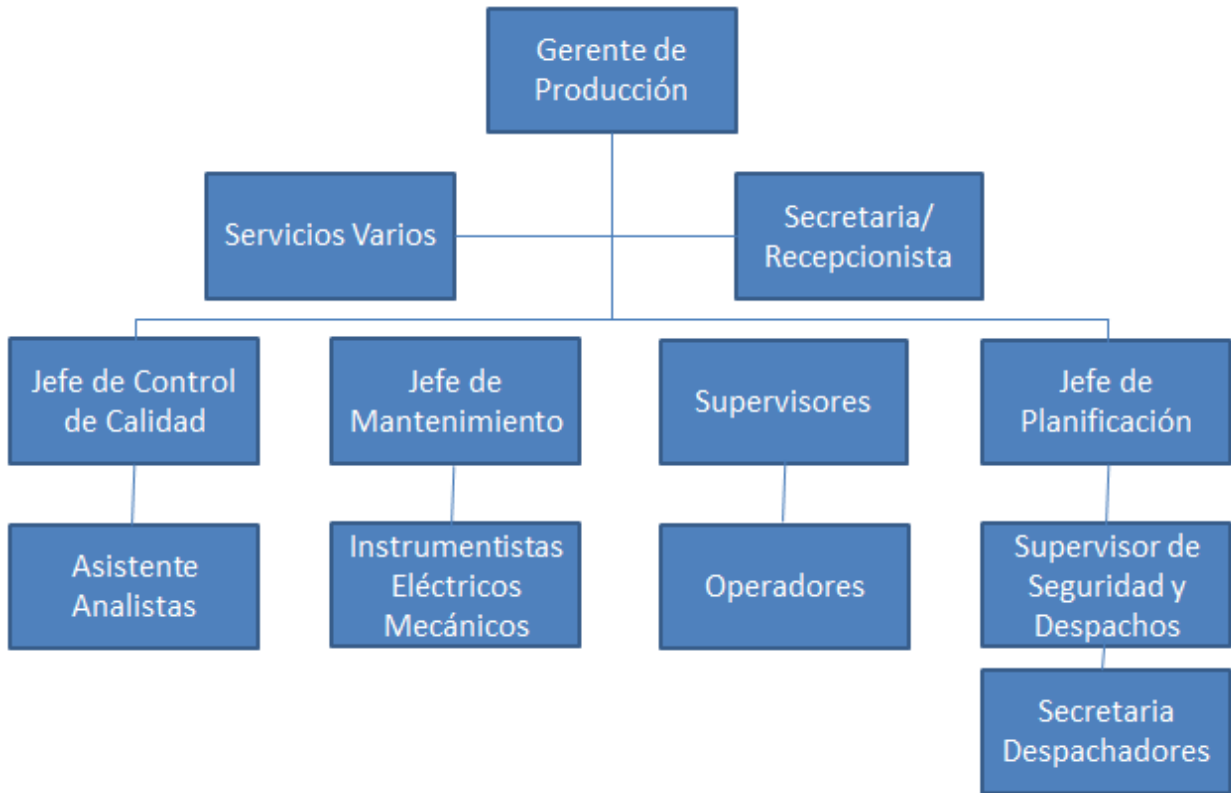 Gerente de
Producción
Servicios Varios
Secretaria/
Recepcionista
Jefe de Control
de Calidad
Jefe de
Mantenimiento
Supervisores
Jefe de
Planificación
Asistente
Analistas
Instrumentistas
Eléctricos
Mecánicos
Operadores
Supervisor de
Seguridad y
Despachos
Secretaria
Despachadores